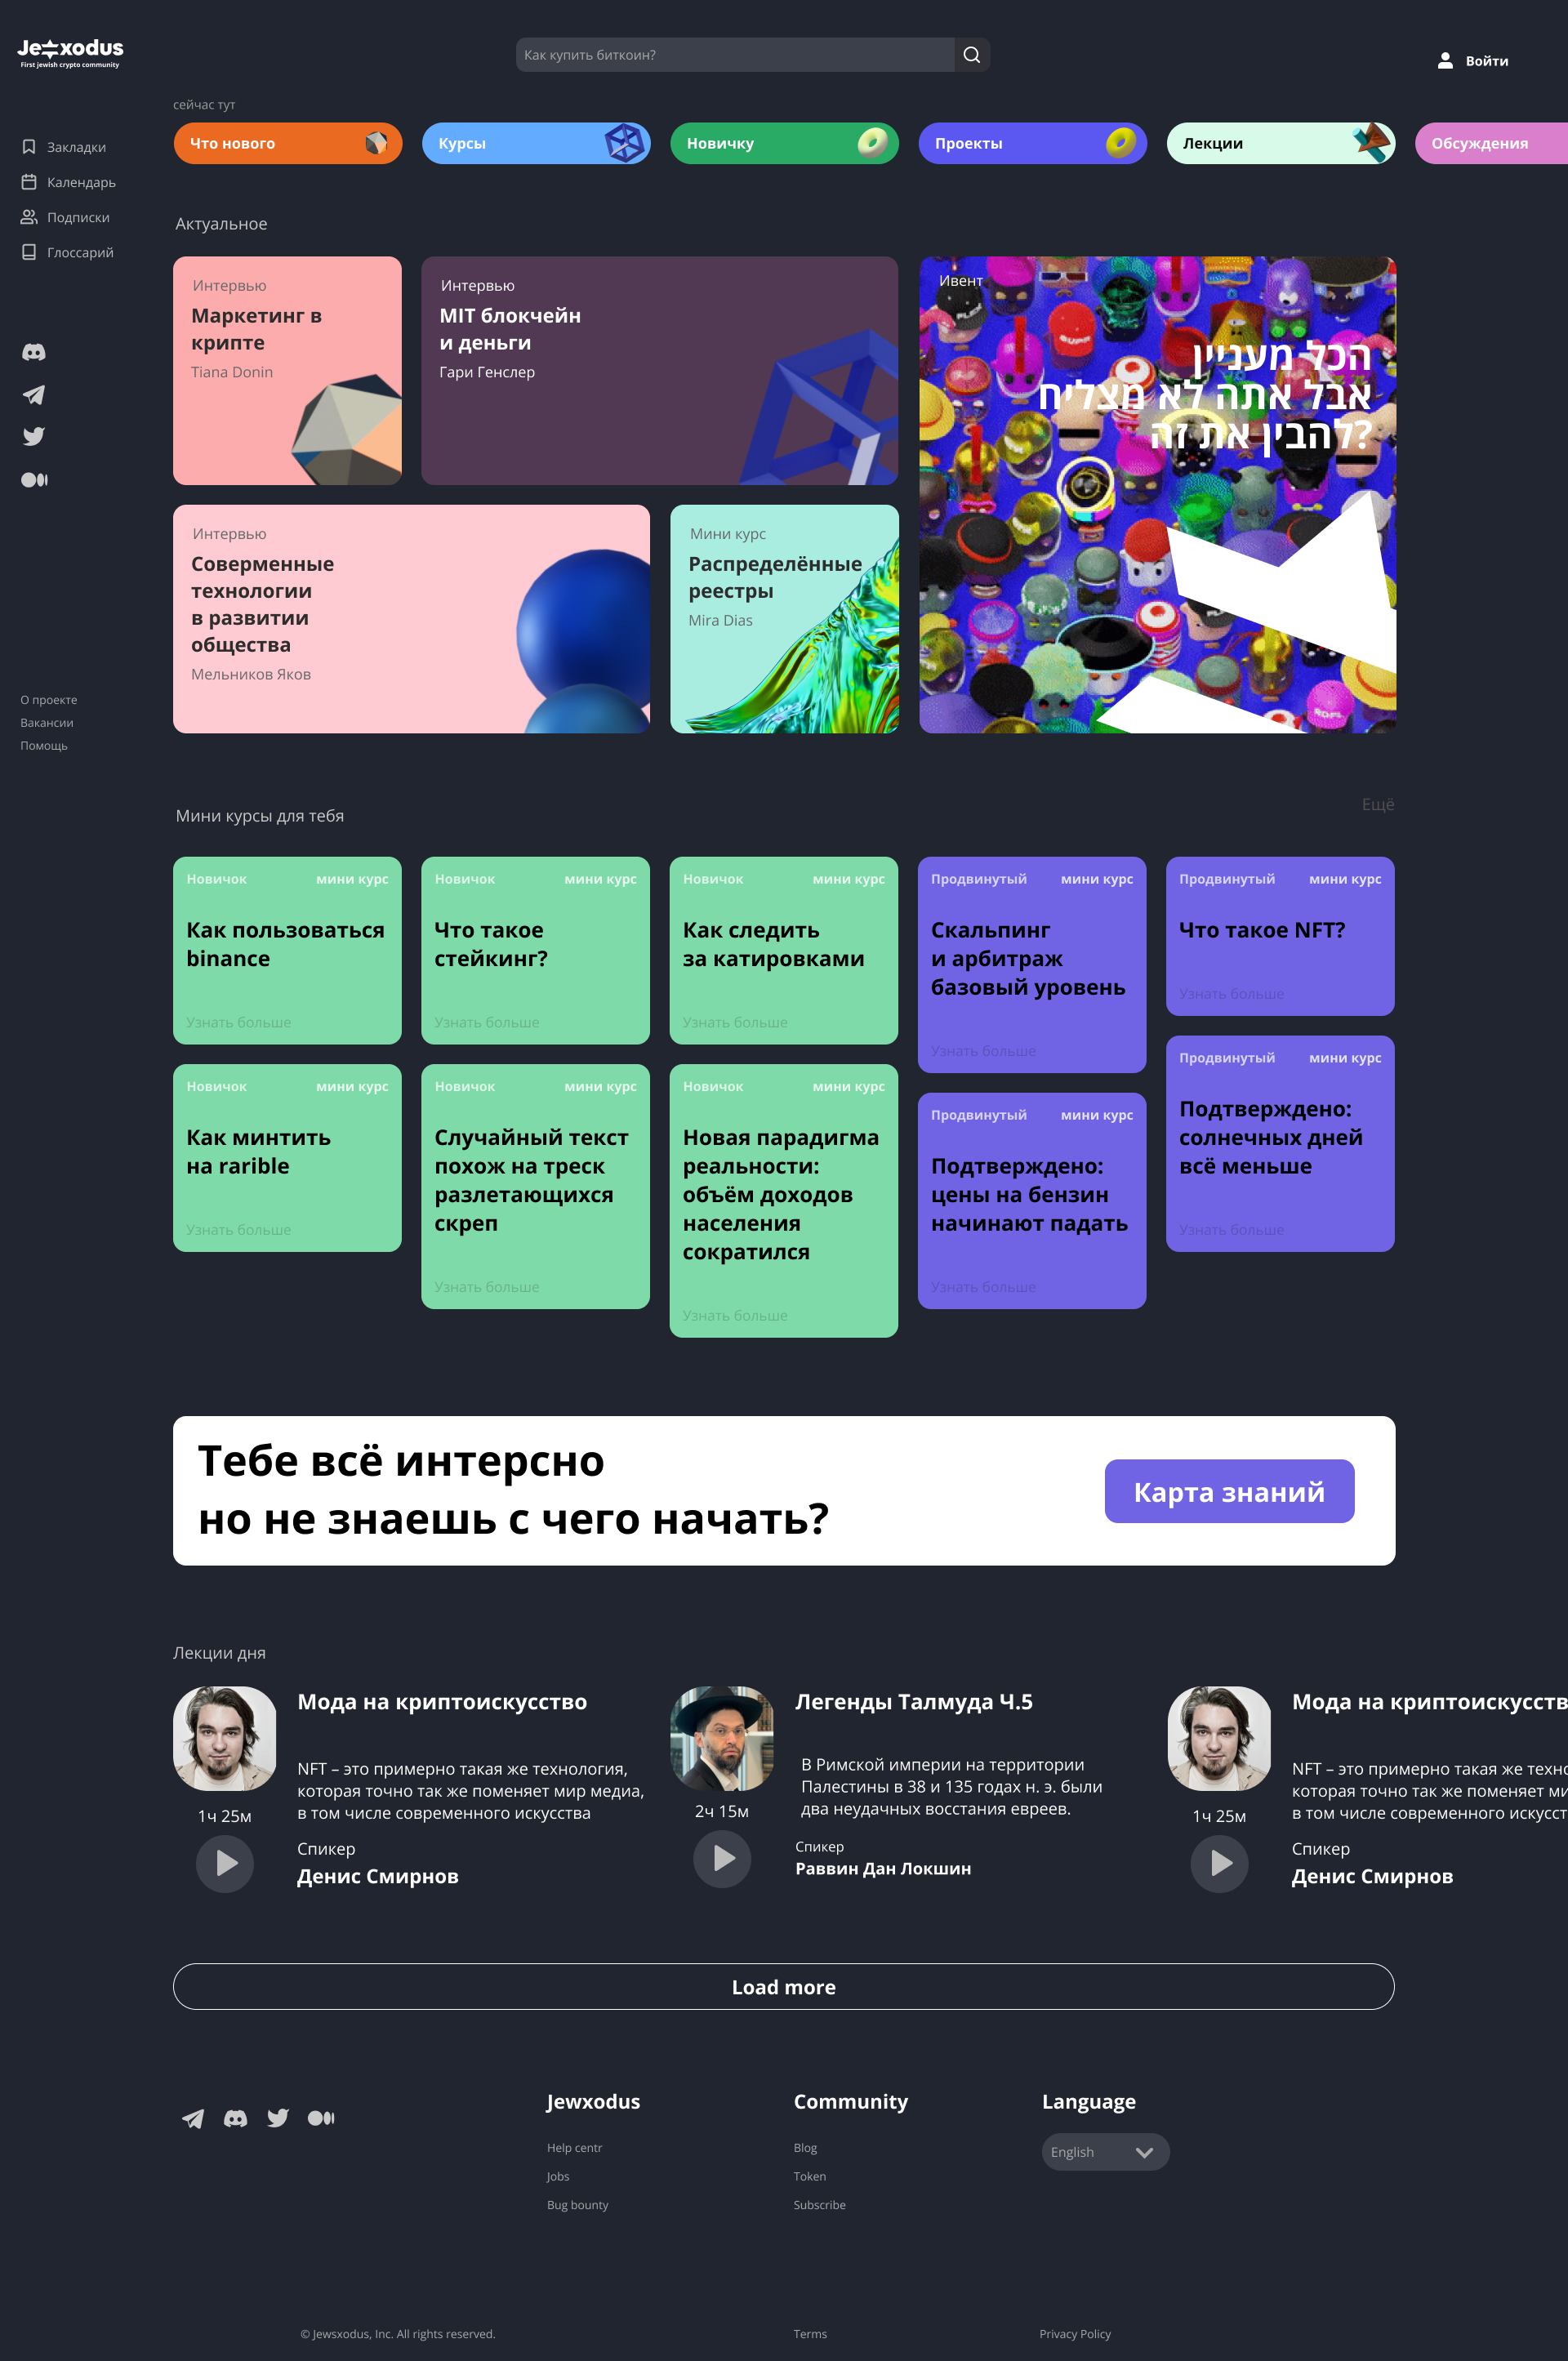 Je xodus
First jewish crypto community
Как купить биткоин?
Войти
сейчас тут
Что нового
Курсы
Новичку
Проекты
Лекции
Обсуждения
Закладки
Календарь
Подписки
Глоссарий
О проекте
Вакансии
Помощь
Актуальное
Интервью
Маркетинг в
крипте
Tiana Donin
Интервью
MIT блокчейн
и деньги
Гари Генслер
Ивент
הכל מעניין
אבל אתה לא מצליח
להבין את זה?
Интервью
Соверменные
технологии
в развитии
общества
Мельников Яков
Мини курс
Распределённые
реестры
Mira Dias
Мини курсы для тебя
Ещё
Новичок мини курс
Как пользоваться
binance
Узнать больше
Новичок мини курс
Что такое
стейкинг?
Узнать больше
Новичок мини курс
Как следить
за катировками
Узнать больше
Продвинутый мини курс
Скальпинг
и арбитраж
базовый уровень
Узнать больше
Продвинутый мини курс
Что такое NFT?
Узнать больше
Новичок мини курс
Как минтить
на rarible
Узнать больше
Новичок мини курс
Случайный текст
похож на треск
разлетающихся
скреп
Узнать больше
Новичок мини курс
Новая парадигма
реальности:
объём доходов
населения
сократился
Узнать больше
Продвинутый мини курс
Подтверждено:
цены на бензин
начинают падать
Узнать больше
Продвинутый мини курс
Подтверждено:
солнечных дней
всё меньше
Узнать больше
Тебе всё интерсно
но не знаешь с чего начать?
Карта знаний
Лекции дня
Мода на криптоискусство
NFT – это примерно такая же технология,
которая точно так же поменяет мир медиа,
в том числе современного искусства
1ч 25м
Спикер
Денис Смирнов
Легенды Талмуда Ч.5
В Римской империи на территории
Палестины в 38 и 135 годах н. э. были
два неудачных восстания евреев.
2ч 15м
Спикер
Раввин Дан Локшин
Мода на криптоискусств
NFT – это примерно такая же техно
которая точно так же поменяет ми
в том числе современного искусст
1ч 25м
Спикер
Денис Смирнов
Load more
Jewxodus
Help centr
Jobs
Bug bounty
Community
Blog
Token
Subscribe
Language
English
© Jewsxodus, Inc. All rights reserved.
Terms
Privacy Policy